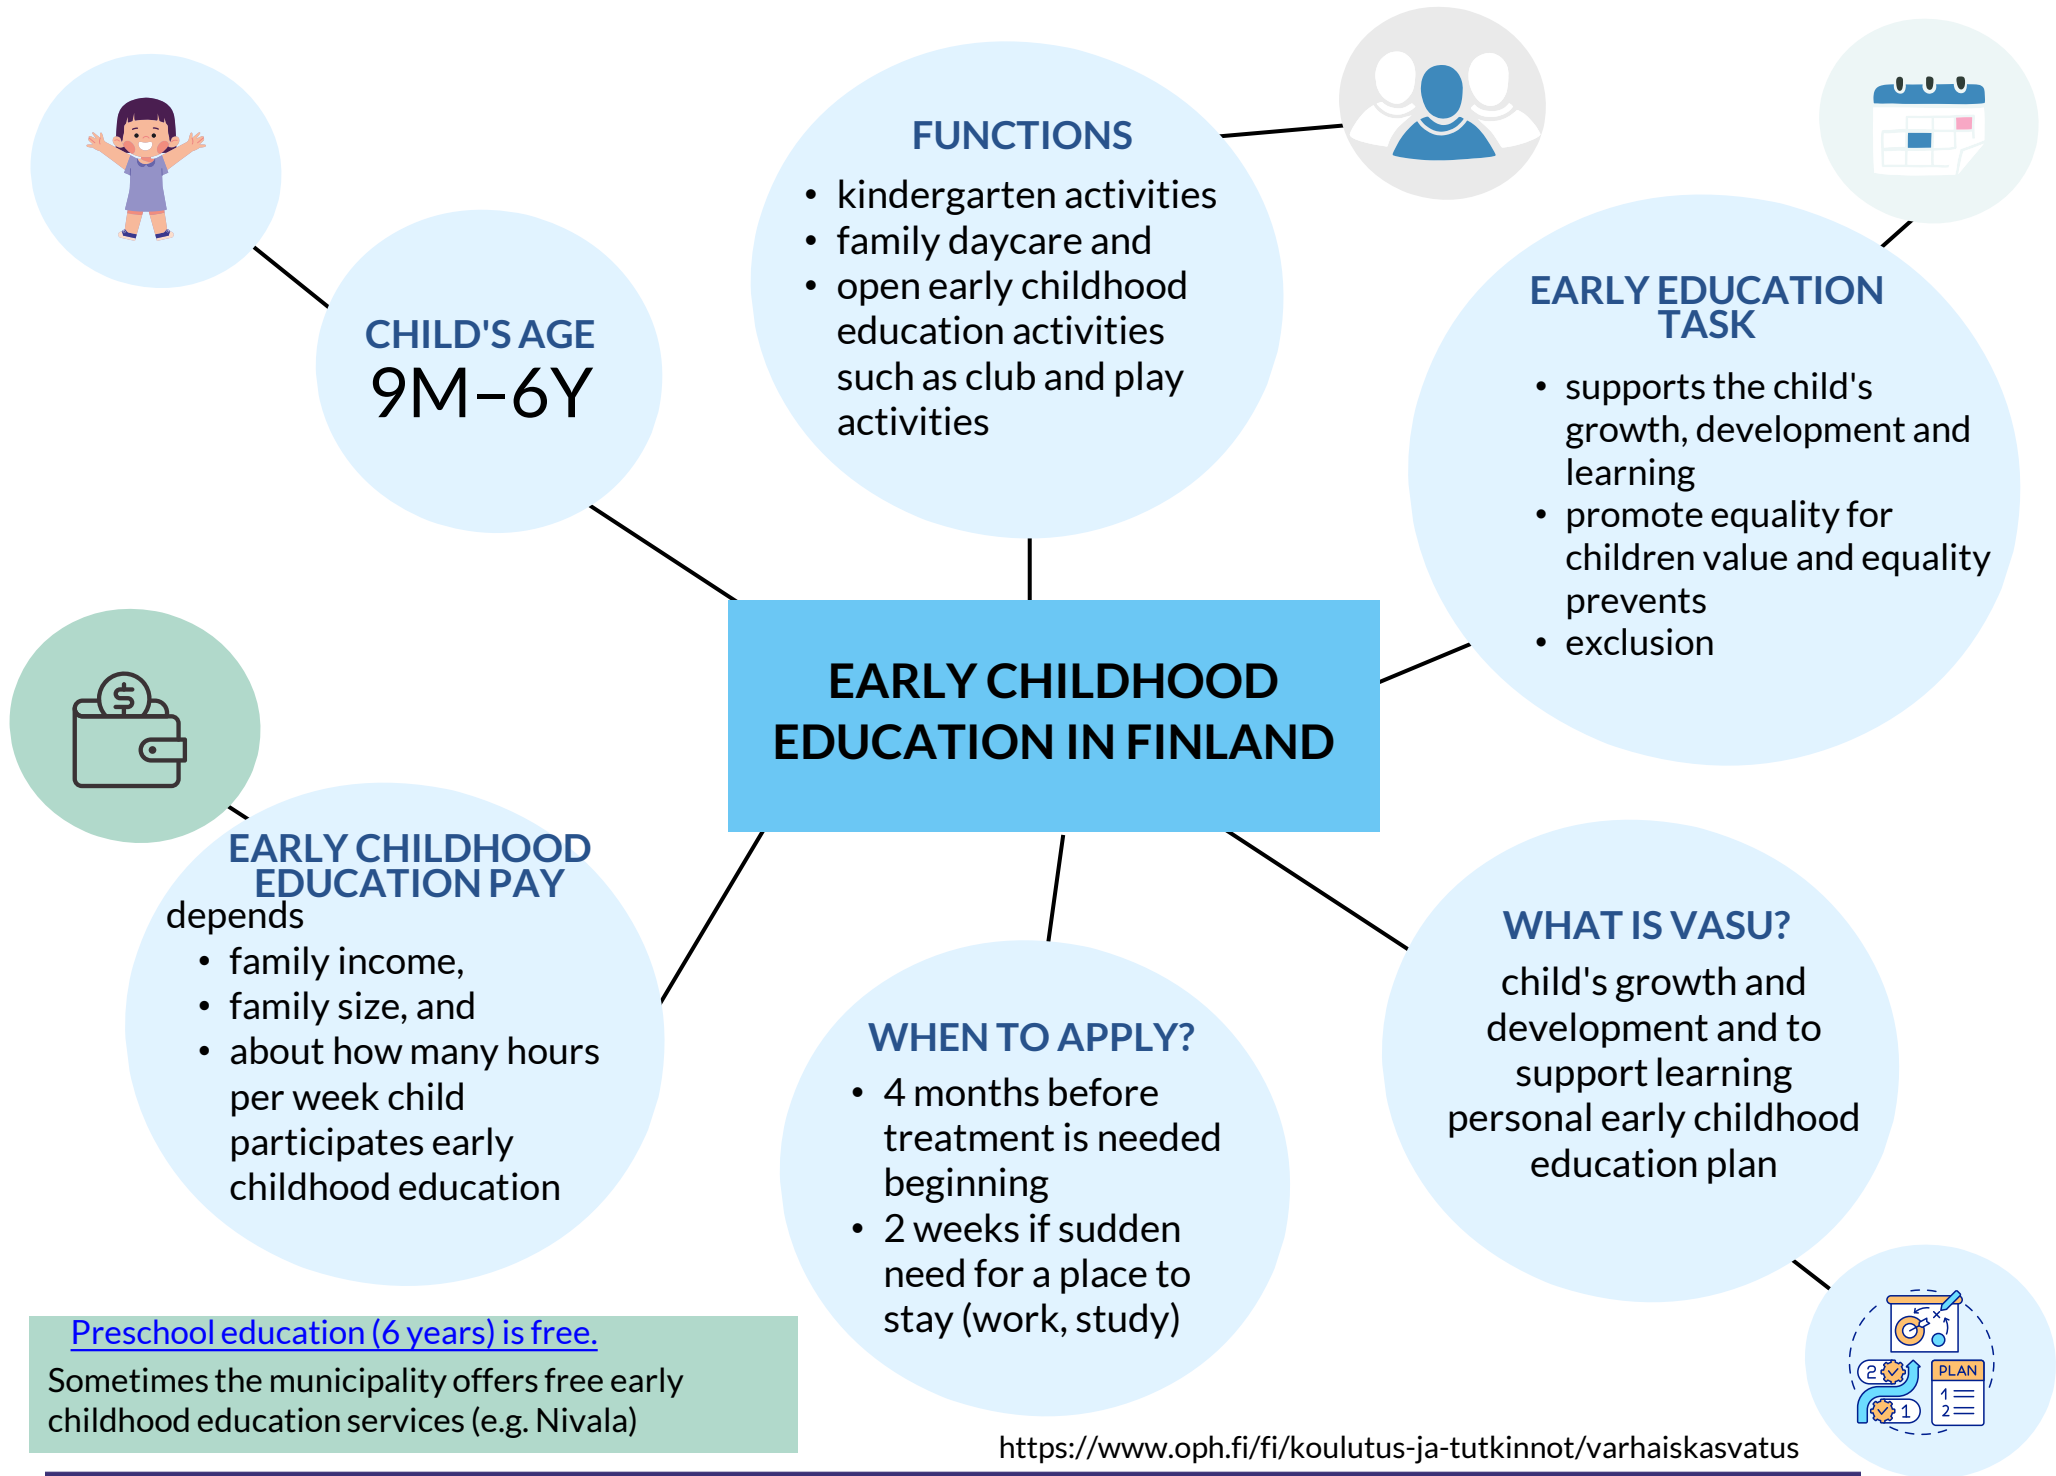 FUNCTIONS
• kindergarten activities
• family daycare and
• open early childhood
education activities
such as club and play
activities
EARLY EDUCATION
TASK
• supports the child's
growth, development and
learning
• promote equality for
children value and equality
prevents
• exclusion
CHILD'S AGE
9M–6Y
EARLY CHILDHOOD
EDUCATION IN FINLAND
EARLY CHILDHOOD
EDUCATION PAY
depends
• family income,
• family size, and
• about how many hours
per week child
participates early
childhood education
WHEN TO APPLY?
• 4 months before
treatment is needed
beginning
• 2 weeks if sudden
need for a place to
stay (work, study)
WHAT IS VASU?
child's growth and
development and to
support learning
personal early childhood
education plan
PLAN
1
2
2
1
Preschool education (6 years) is free.
Sometimes the municipality offers free early
childhood education services (e.g. Nivala)
https://www.oph.fi/fi/koulutus-ja-tutkinnot/varhaiskasvatus